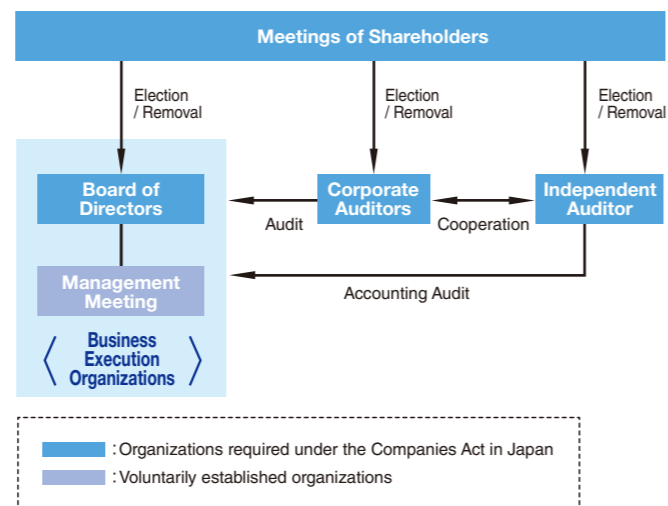 Meetings of Shareholders
Election
/ Removal
Election
/ Removal
Election
/ Removal
Board of
Directors
Corporate
Auditors
Independent
Auditor
Audit
Cooperation
Management
Meeting
Accounting Audit
〈 Business
Execution
Organizations 〉
: Organizations required under the Companies Act in Japan
: Voluntarily established organizations